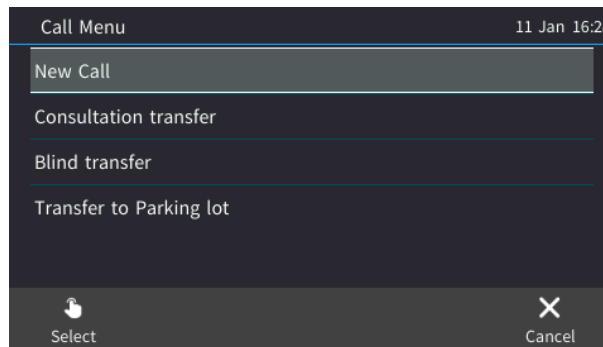 Call Menu 11 Jan 16:2
New Call
Consultation transfer
Blind transfer
Transfer to Parking lot
Select Cancel